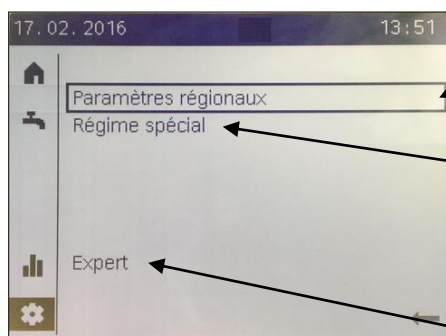 17. 02. 2016 13:51
Paramètres régionaux
Régime spécial
Expert